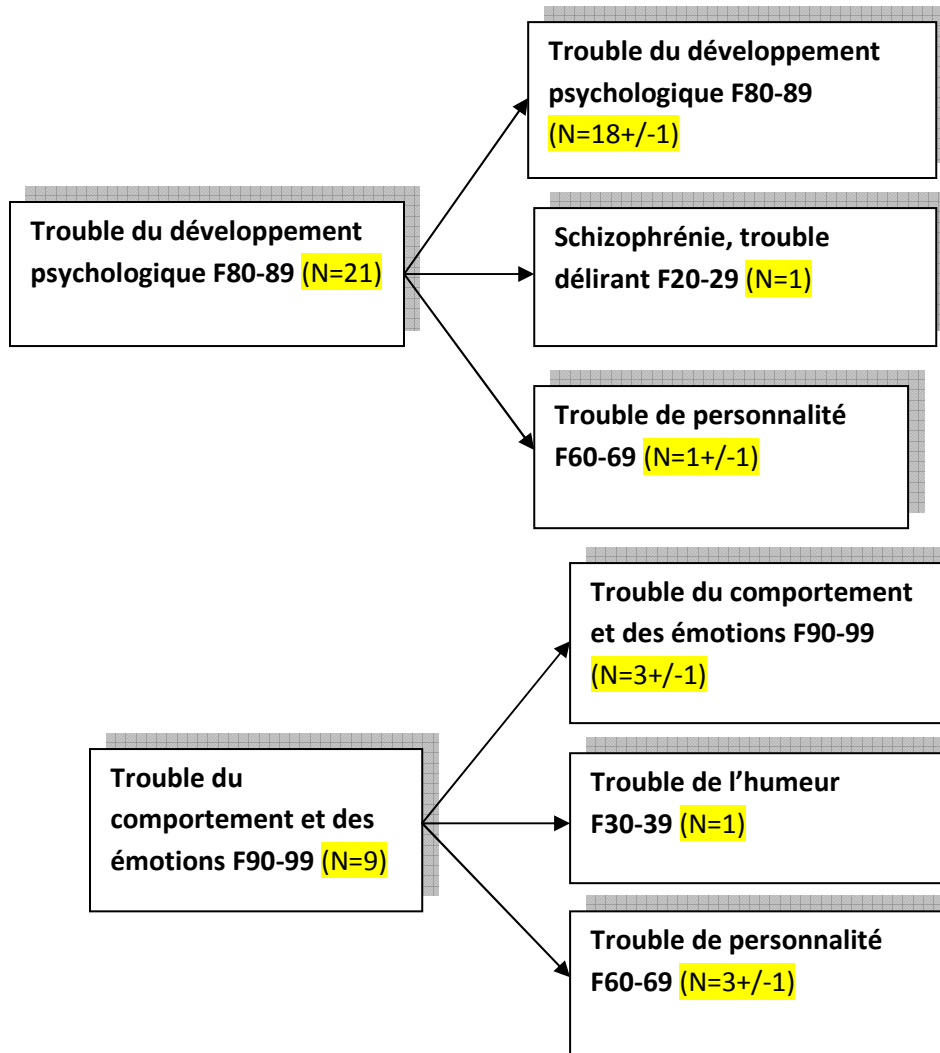 Trouble du développement
psychologique F80-89
(N=18+/-1)
Trouble du développement
psychologique F80-89 (N=21)
Schizophrénie, trouble
délirant F20-29 (N=1)
Trouble de personnalité
F60-69 (N=1+/-1)
Trouble du comportement
et des émotions F90-99
(N=3+/-1)
Trouble du
comportement et des
émotions F90-99 (N=9)
Trouble de l’humeur
F30-39 (N=1)
Trouble de personnalité
F60-69 (N=3+/-1)